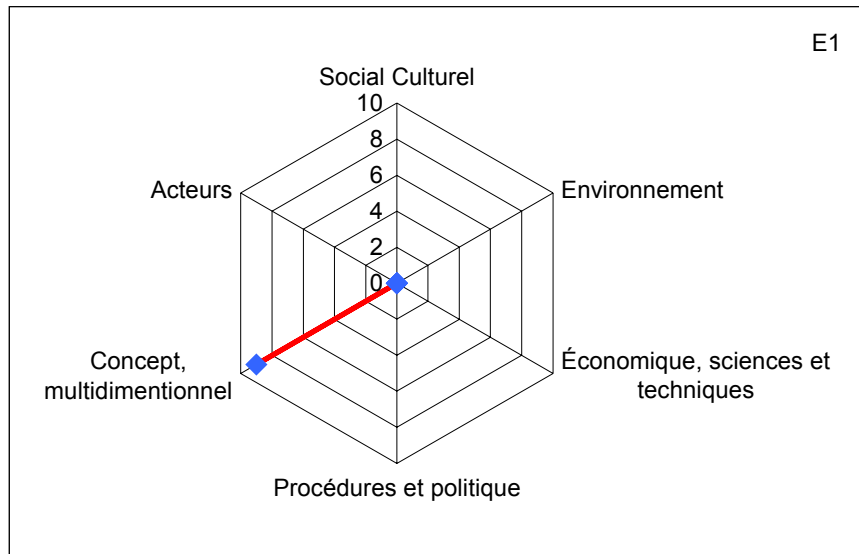 E1
Social Culturel
10
8
6
4
2
0
Acteurs
Environnement
Concept,
multidimentionnel
Économique, sciences et
techniques
Procédures et politique